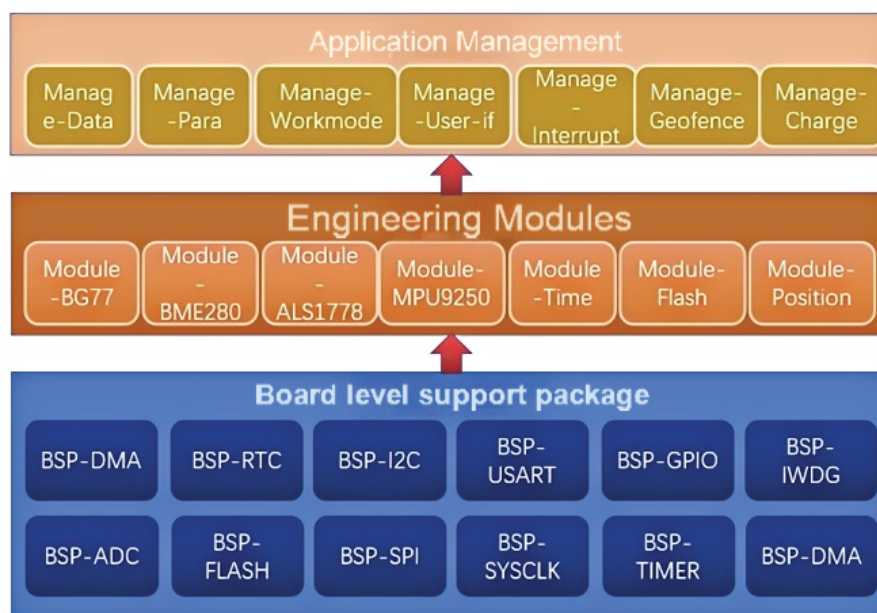 Application Management
Manag
e-Data
Manage
-Para
Manage-
Workmode
Manage
-User-if
Manage
-
Interrupt
Manage-
Geofence
Manage-
Charge
Engineering Modules
Module
-BG77
Module
-
BME280
Module
-
ALS1778
Module-
MPU9250
Module
-Time
Module-
Flash
Module-
Position
Board level support package
BSP-DMA
BSP-RTC
BSP-I2C
BSP-
USART
BSP-GPIO
BSP-
IWDG
BSP-ADC
BSP-
FLASH
BSP-SPI
BSP-
SYSCLK
BSP-
TIMER
BSP-DMA